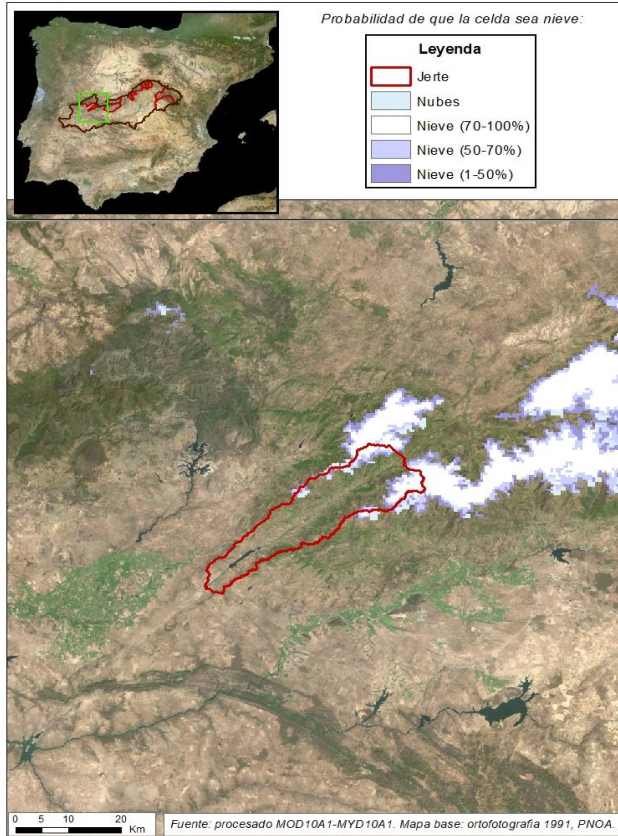 Probabilidad de que la celda sea nieve:
Leyenda
Jerte
Nubes
Nieve (70-100%)
Nieve (50-70%)
Nieve (1-50%)
0 5 10 20
Km
Fuente: procesado MOD10A1-MYD10A1. Mapa base: ortofotografía 1991, PNOA.